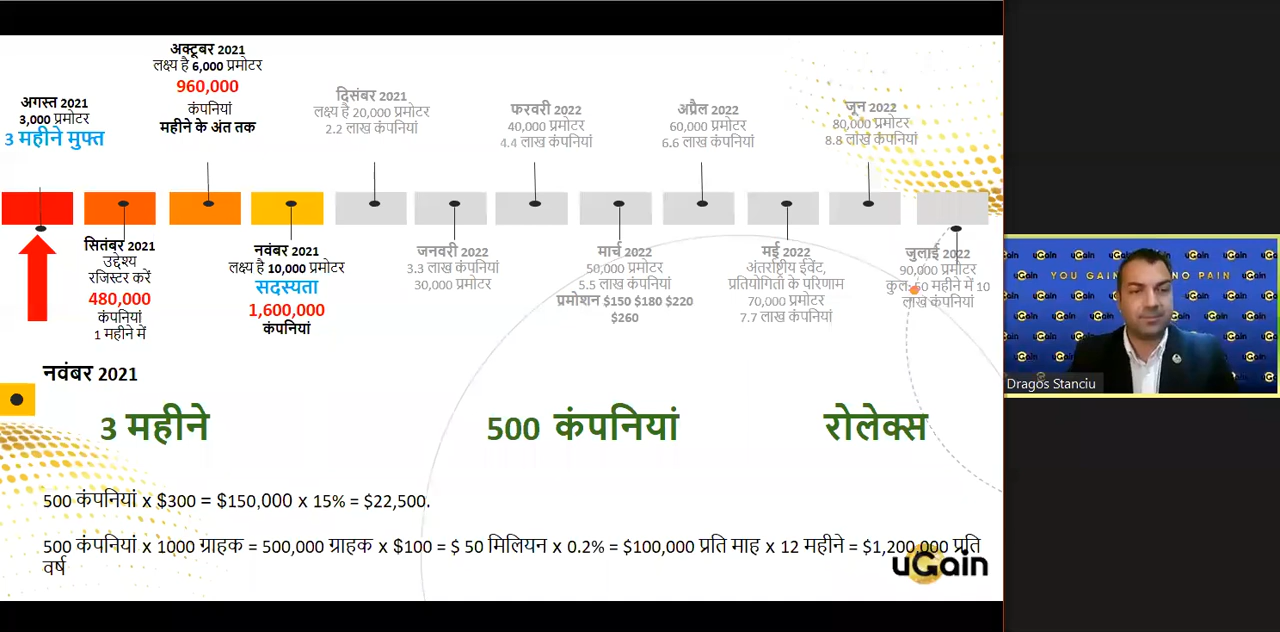 अक्टूबर 2021
लक्ष्य है 6,000 प्रमोटर
960,000
कंपनियां
महीने के अंत तक
अगस्त 2021
3,000 प्रमोटर
3 महीने मुफ्त
दिसंबर 2021
लक्ष्य है 20,000 प्रमोटर
2.2 लाख कंपनियां
फरवरी 2022
40,000 प्रमोटर
4.4 लाख कंपनियां
अप्रैल 2022
60,000 प्रमोटर
6.6 लाख कंपनियां
जून 2022
80,000 प्रमोटर
8.8 लाख कंपनियां
सितंबर 2021
उद्देश्य
रजिस्टर करें
480,000
कंपनियां
1 महीने में
नवंबर 2021
लक्ष्य है 10,000 प्रमोटर
सदस्यता
1,600,000
कंपनियां
जनवरी 2022
3.3 लाख कंपनियां
30,000 प्रमोटर
मार्च 2022
50,000 प्रमोटर
5.5 लाख कंपनियां
प्रमोशन $150 $180 $220
$260
मई 2022
अंतर्राष्ट्रीय ईवेंट,
प्रतियोगिती के परिणाम
70,000 प्रमोटर
7.7 लाख कंपनियां
जुलाई 2022
90,000 प्रमोटर
कुल: महीने में 10
लाख कंपनियां
नवंबर 2021
3 महीने
500 कंपनियां
रोलेक्स
500 कंपनियां x $300 = $150,000 x 15% = $22,500.
500 कंपनियां x 1000 ग्राहक = 500,000 ग्राहक x $100 = $ 50 मिलियन x 0.2% = $100,000 प्रति माह x 12 महीने = $1,200,000 प्रति
वर्ष
uGain
YOU GAIN NO PAIN
Dragos Stanciu